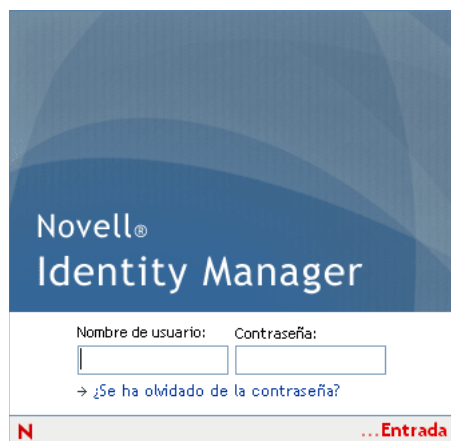 Novell®
Identity Manager
Nombre de usuario: Contraseña:
→ ¿Se ha olvidado de la contraseña?
N ...Entrada